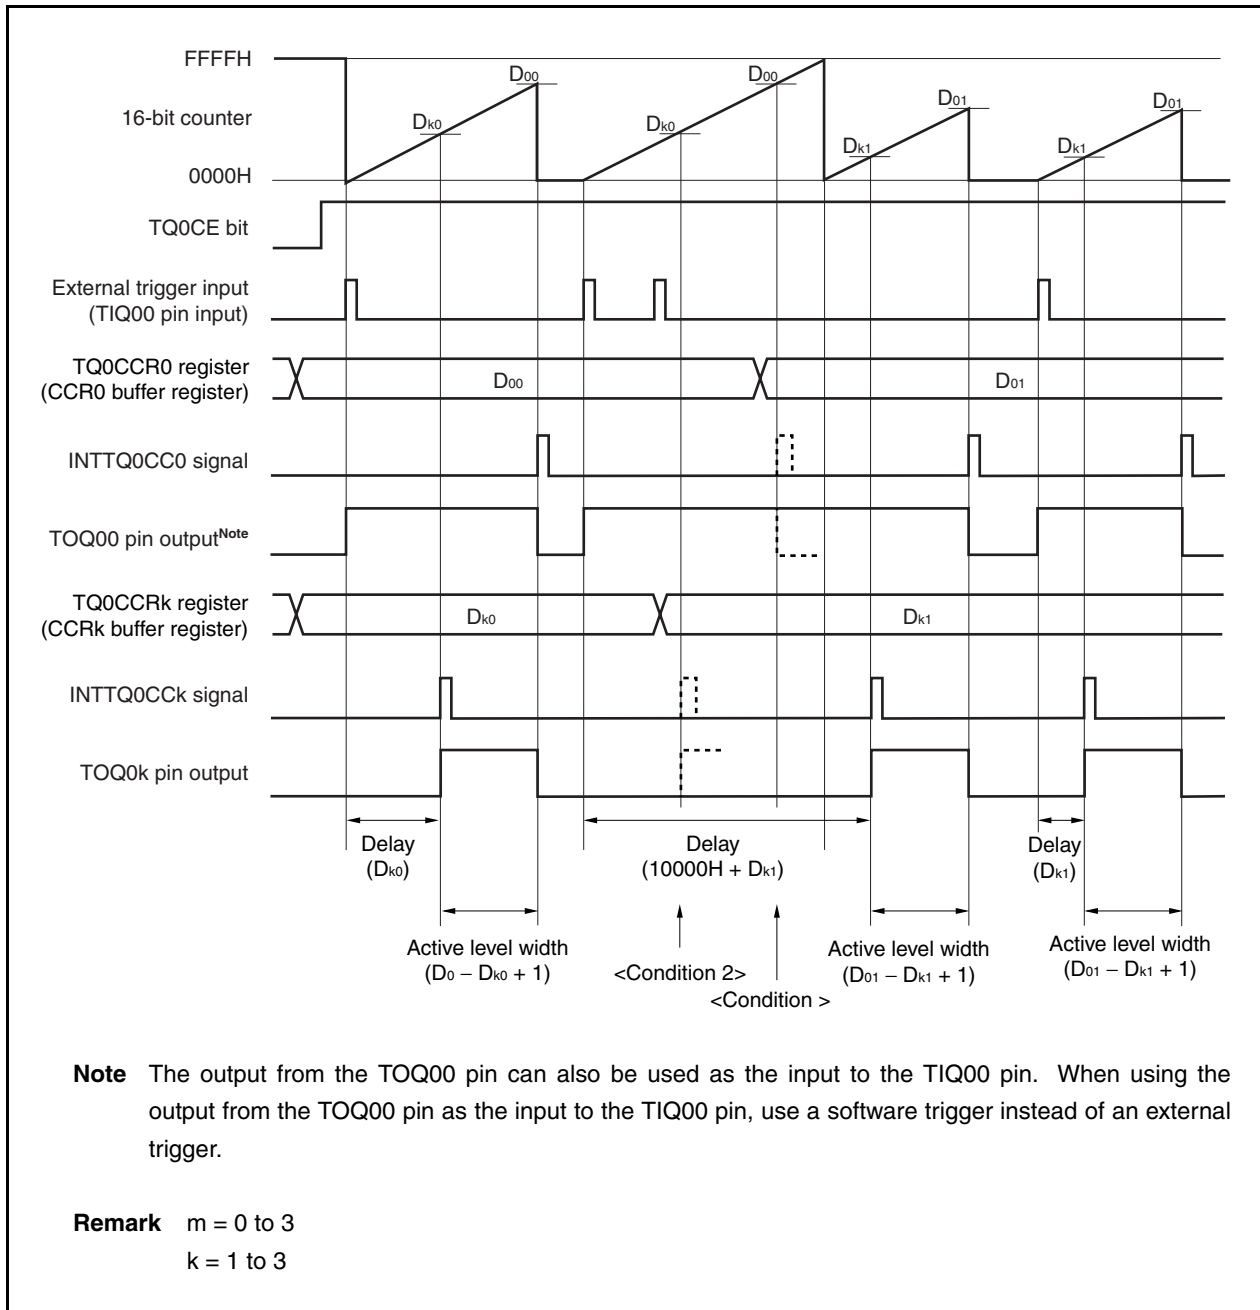 FFFFH
D00
D00
D01
D01
16-bit counter
Dk0
Dk0
Dk1
Dk1
0000H
TQ0CE bit
External trigger input
(TIQ00 pin input)
TQ0CCR0 register
(CCR0 buffer register)
D00
D01
INTTQ0CC0 signal
TOQ00 pin outputNote
TQ0CCRk register
(CCRk buffer register)
Dk0
Dk1
INTTQ0CCk signal
TOQ0k pin output
Delay
(Dk0)
Delay
(10000H + Dk1)
Delay
(Dk1)
Active level width
(D0 − Dk0 + 1)
<Condition 2>
<Condition >
Active level width
(D01 − Dk1 + 1)
Active level width
(D01 − Dk1 + 1)
Note The output from the TOQ00 pin can also be used as the input to the TIQ00 pin. When using the
output from the TOQ00 pin as the input to the TIQ00 pin, use a software trigger instead of an external
trigger.
Remark m = 0 to 3
k = 1 to 3